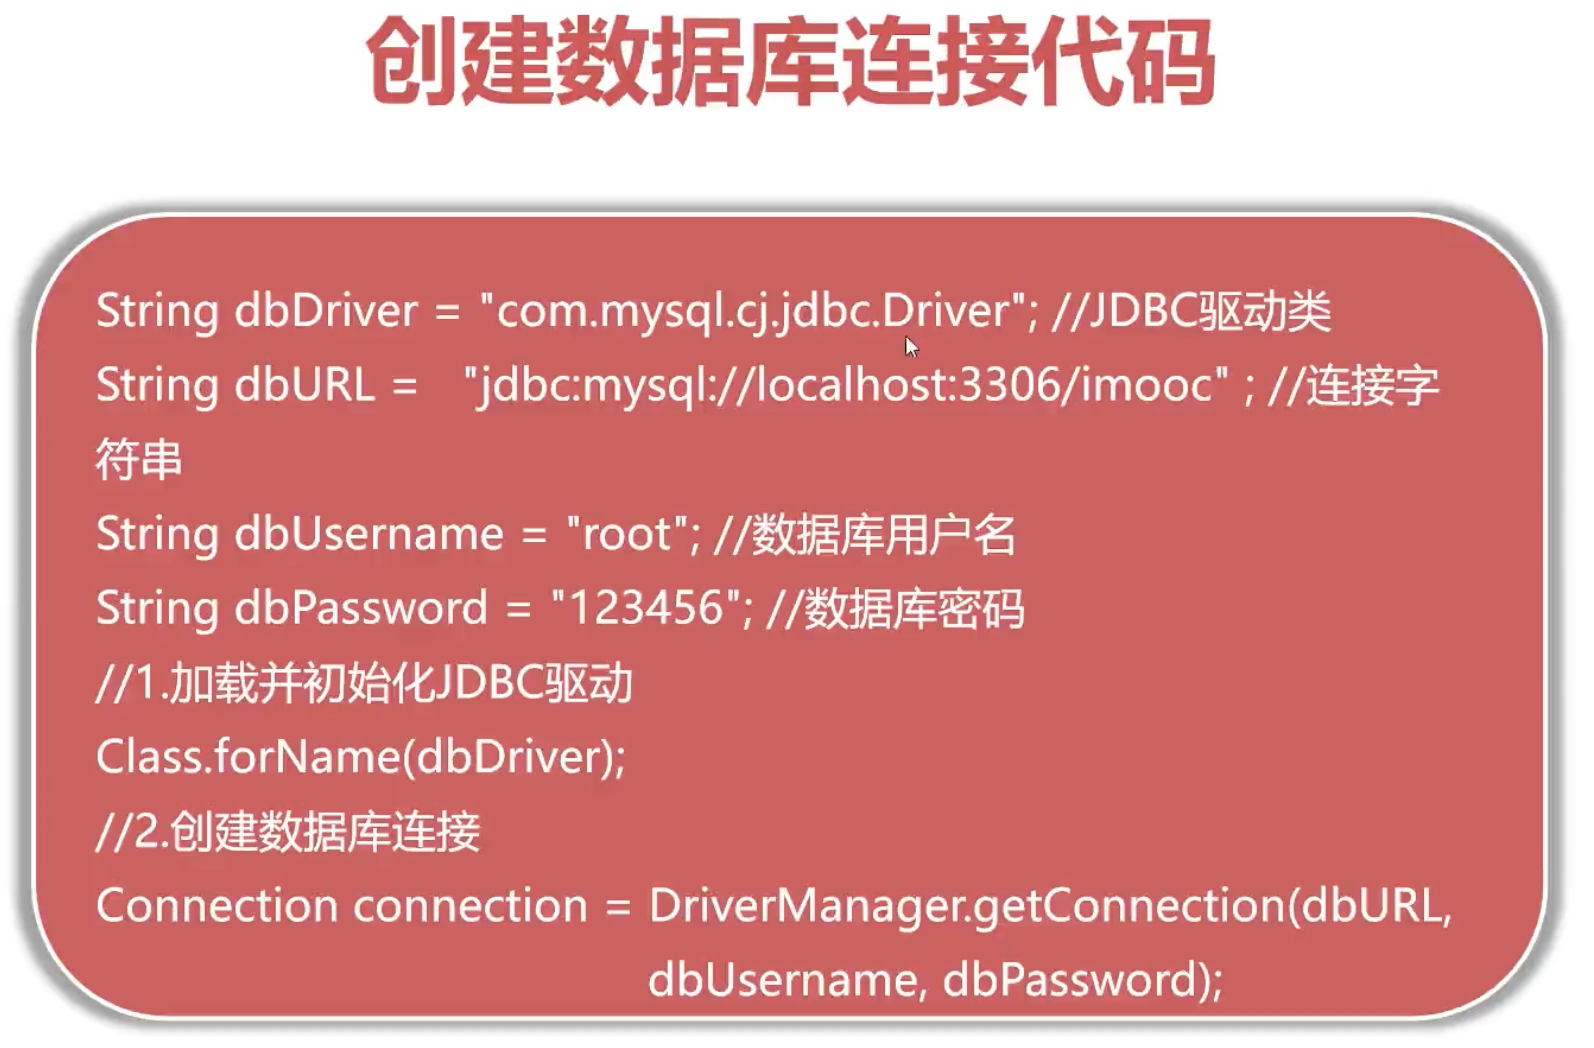 创建数据库连接代码
String dbDriver = "com.mysql.cj.jdbc.Driver"; //JDBC驱动类
String dbURL =   "jdbc:mysql://localhost:3306/imooc" ; //连接字
符串
String dbUsername = "root"; //数据库用户名
String dbPassword = "123456"; //数据库密码
//1.加载并初始化JDBC驱动
Class.forName(dbDriver);
//2.创建数据库连接
Connection connection = DriverManager.getConnection(dbURL,
dbUsername, dbPassword);